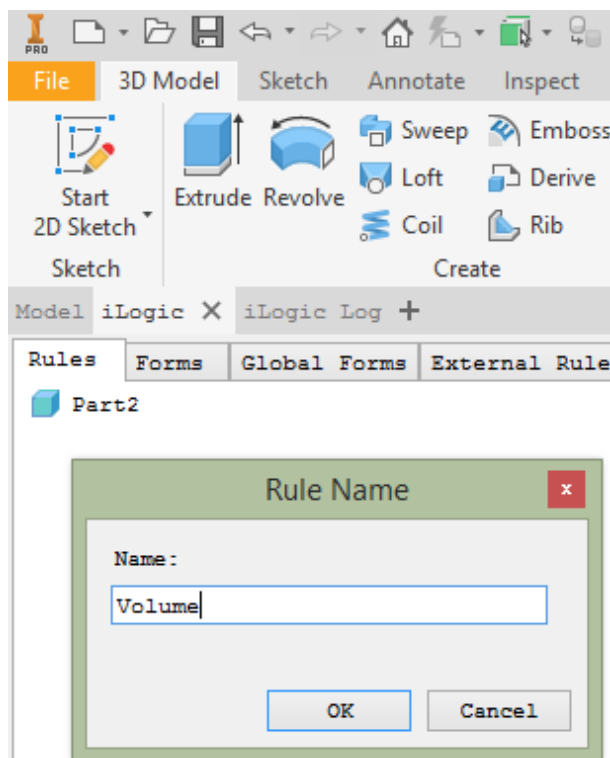 PRO
File 3D Model Sketch Annotate Inspect
Start
2D Sketch
Extrude
Revolve
Sweep
Emboss
Loft
Derive
Coil
Rib
Sketch
Create
Model iLogic iLogic Log
Rules Forms Global Forms External Rule
Part2
Rule Name
x
Name:
Volume
OK Cancel